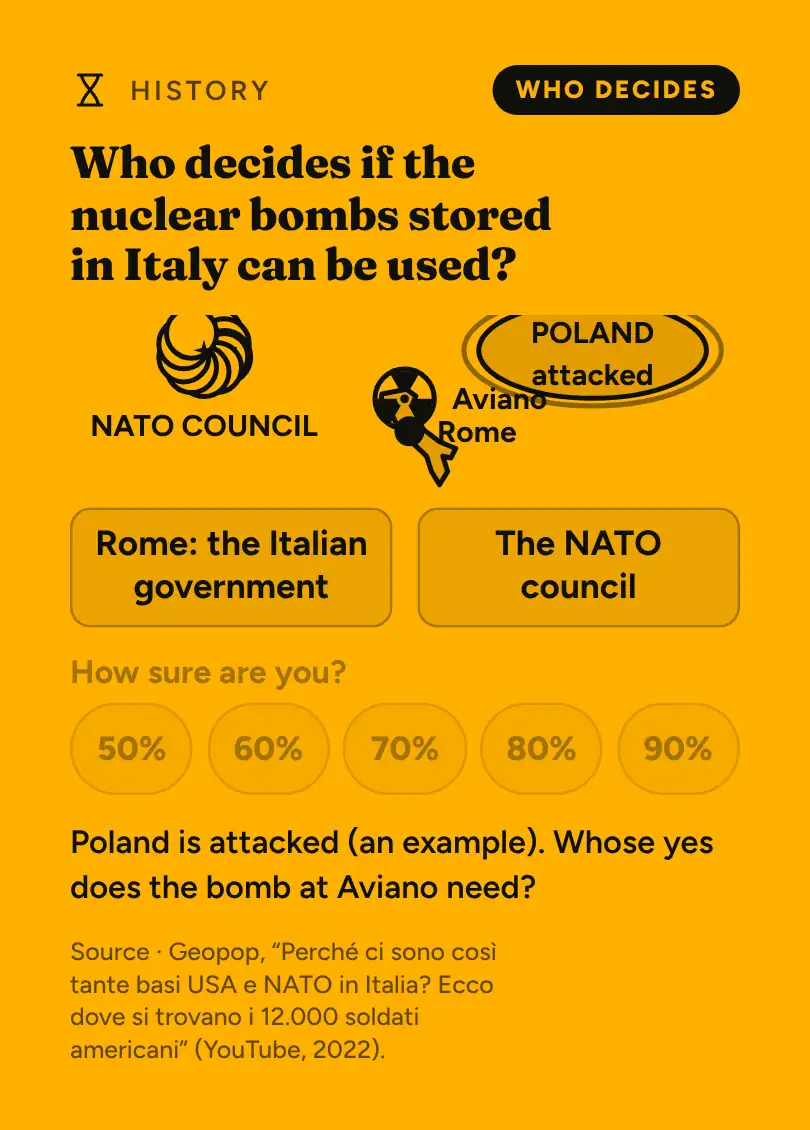 HISTORY
WHO DECIDES
Who decides if the
nuclear bombs stored
in Italy can be used?
POLAND
attacked
NATO COUNCIL
Aviano
Rome
Rome: the Italian
government
The NATO
council
How sure are you?
50% 60% 70% 80% 90%
Poland is attacked (an example). Whose yes
does the bomb at Aviano need?
Source · Geopop, “Perché ci sono così
tante basi USA e NATO in Italia? Ecco
dove si trovano i 12.000 soldati
americani” (YouTube, 2022).